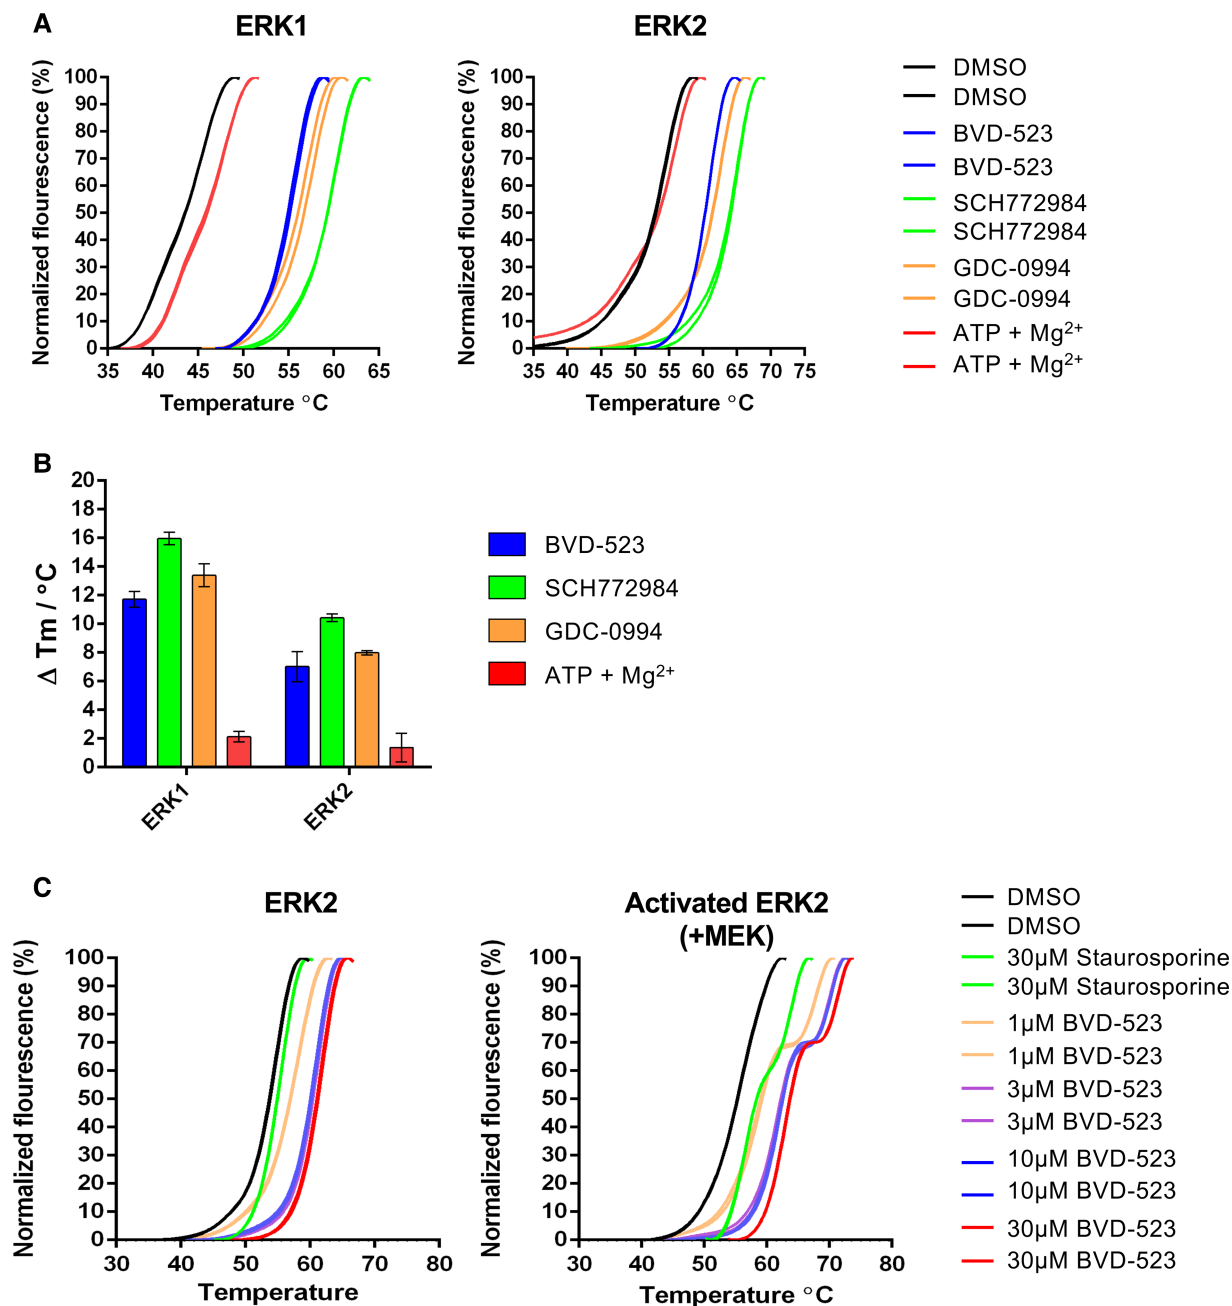 A
ERK1
ERK2
Normalized flourescence (%)
100
90
80
70
60
50
40
30
20
10
0
35 40 45 50 55 60 65
Temperature °C
Normalized flourescence (%)
100
90
80
70
60
50
40
30
20
10
0
35 40 45 50 55 60 65 70 75
Temperature °C
DMSO
DMSO
BVD-523
BVD-523
SCH772984
SCH772984
GDC-0994
GDC-0994
ATP + Mg²⁺
ATP + Mg²⁺
B
Δ Tm / °C
20
18
16
14
12
10
8
6
4
2
0
ERK1
ERK2
BVD-523
SCH772984
GDC-0994
ATP + Mg²⁺
C
ERK2
Normalized flourescence (%)
100
90
80
70
60
50
40
30
20
10
0
30 40 50 60 70 80
Temperature
Activated ERK2
(+MEK)
Normalized flourescence (%)
100
90
80
70
60
50
40
30
20
10
0
30 40 50 60 70 80
Temperature °C
DMSO
DMSO
30µM Staurosporine
30µM Staurosporine
1µM BVD-523
1µM BVD-523
3µM BVD-523
3µM BVD-523
10µM BVD-523
10µM BVD-523
30µM BVD-523
30µM BVD-523